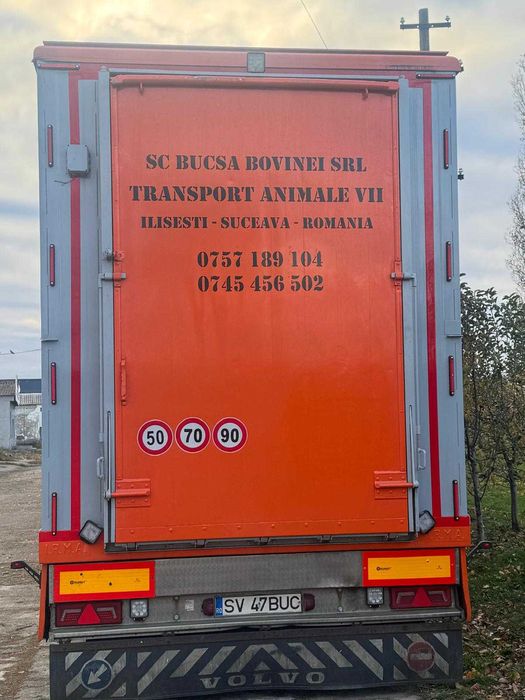 SC BUCSA BOVINEI SRL
TRANSPORT ANIMALE VII
ILISESTI - SUCEAVA - ROMANIA
0757 189 104
0745 456 502
50 70 90
RO SV 47BUC
VOLVO